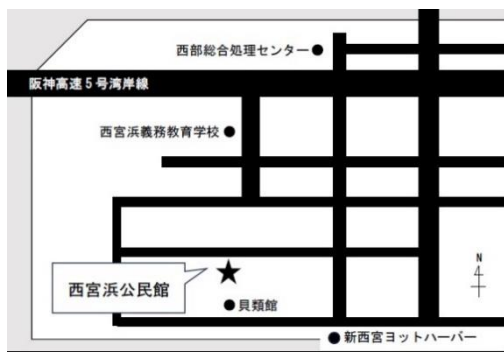 西部総合処理センター
阪神高速5号湾岸線
西宮浜義務教育学校
N
西宮浜公民館
貝類館
新西宮ヨットハーバー